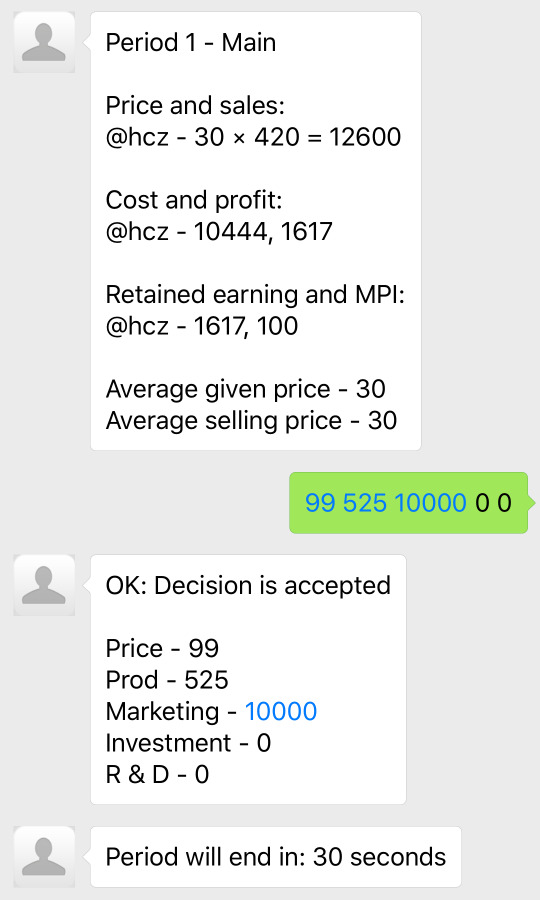 Period 1 - Main
Price and sales:
@hcz - 30 × 420 = 12600
Cost and profit:
@hcz - 10444, 1617
Retained earning and MPI:
@hcz - 1617, 100
Average given price - 30
Average selling price - 30
99 525 10000 0 0
OK: Decision is accepted
Price - 99
Prod - 525
Marketing - 10000
Investment - 0
R & D - 0
Period will end in: 30 seconds